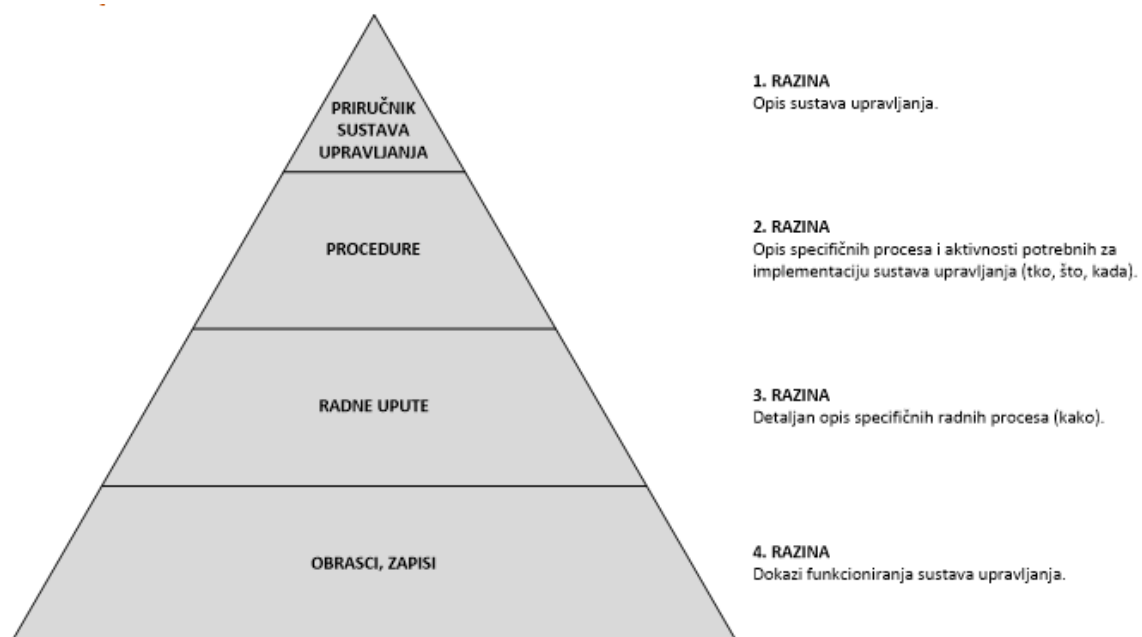 PRIRUČNIK
SUSTAVA
UPRAVLJANJA
1. RAZINA
Opis sustava upravljanja.
PROCEDURE
2. RAZINA
Opis specifičnih procesa i aktivnosti potrebnih za
implementaciju sustava upravljanja (tko, što, kada).
RADNE UPUTE
3. RAZINA
Detaljan opis specifičnih radnih procesa (kako).
OBRASCI, ZAPISI
4. RAZINA
Dokazi funkcioniranja sustava upravljanja.